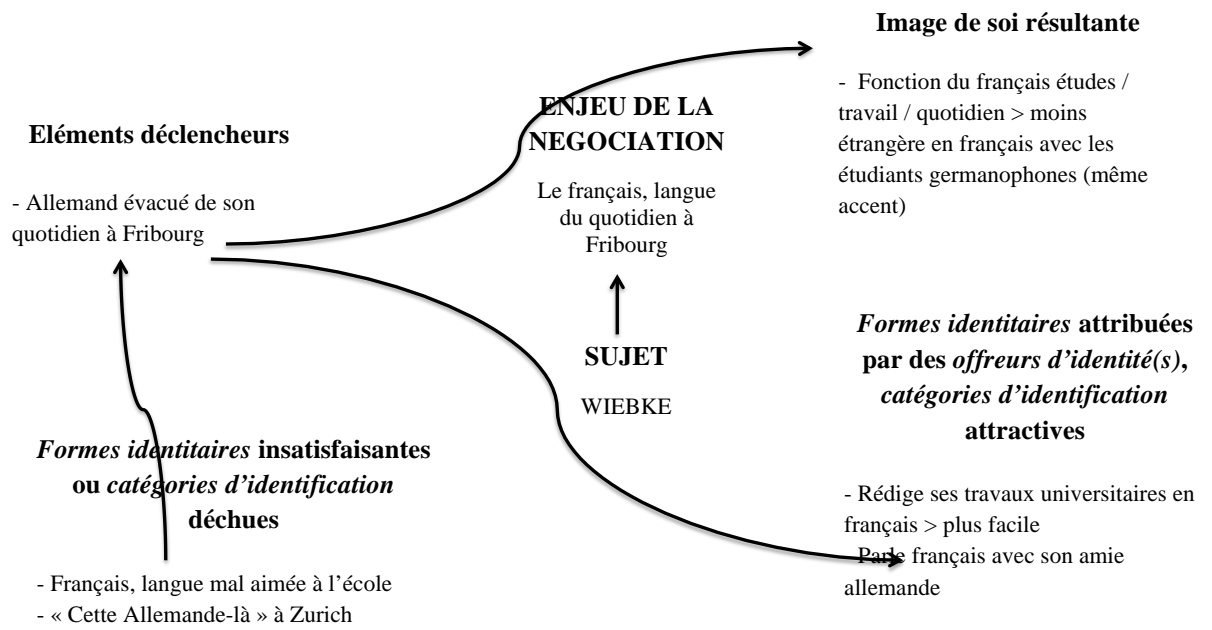 Eléments déclencheurs
- Allemand évacué de son
quotidien à Fribourg
Formes identitaires insatisfaisantes
ou catégories d’identification
déchues
- Français, langue mal aimée à l’école
- « Cette Allemande-là » à Zurich
ENJEU DE LA
NEGOCIATION
Le français, langue
du quotidien à
Fribourg
SUJET
WIEBKE
Image de soi résultante
- Fonction du français études /
travail / quotidien > moins
étrangère en français avec les
étudiants germanophones (même
accent)
Formes identitaires attribuées
par des offreurs d’identité(s),
catégories d’identification
attractives
- Rédige ses travaux universitaires en
français > plus facile
- Parle français avec son amie
allemande